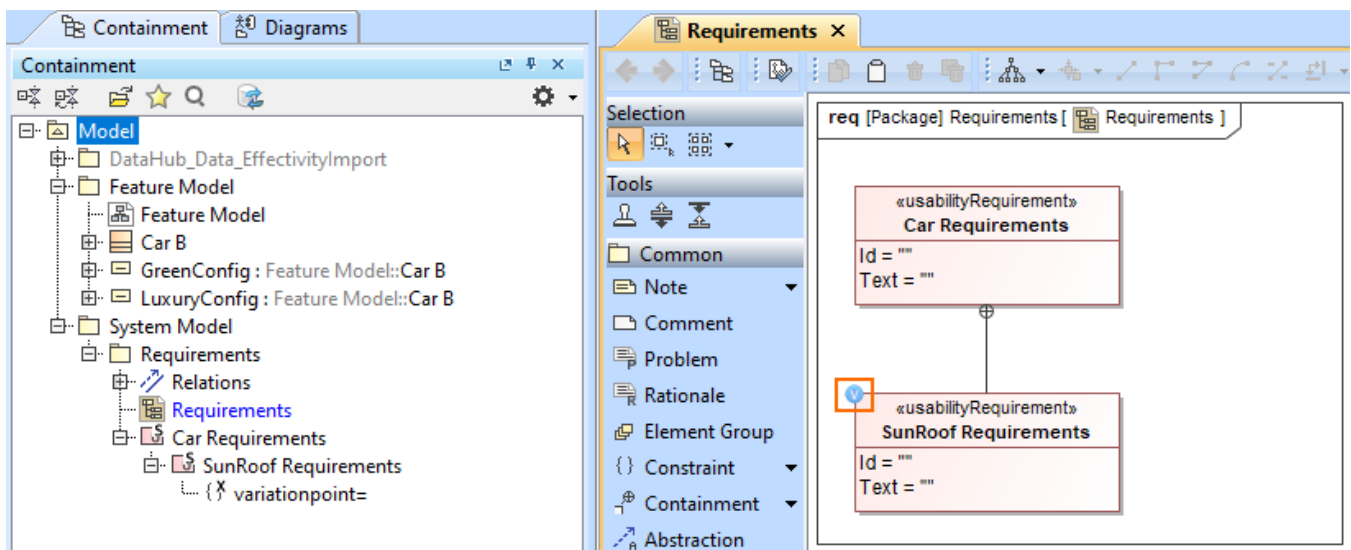 Containment
Diagrams
Containment
Model
DataHub_Data_EffectivityImport
Feature Model
Feature Model
Car B
GreenConfig : Feature Model::Car B
LuxuryConfig : Feature Model::Car B
System Model
Requirements
Relations
Requirements
Car Requirements
SunRoof Requirements
variationpoint=
Requirements
Selection
Tools
Common
Note
Comment
Problem
Rationale
Element Group
{} Constraint
Containment
Abstraction
req [Package] Requirements [ Requirements ]
«usabilityRequirement»
Car Requirements
Id = ""
Text = ""
V
«usabilityRequirement»
SunRoof Requirements
Id = ""
Text = ""